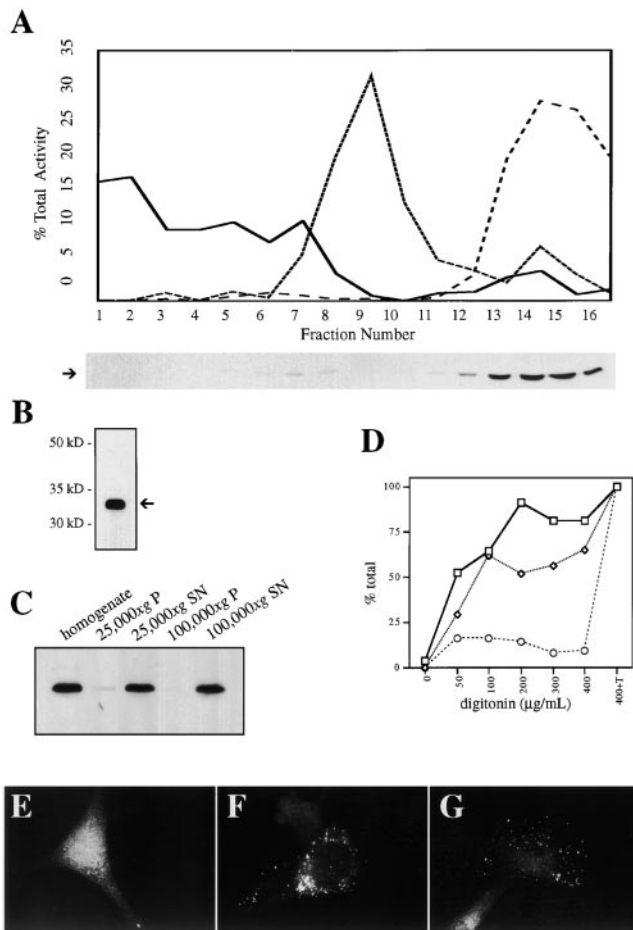 A
35
30
25
20
15
10
5
0
% Total Activity
1 2 3 4 5 6 7 8 9 10 11 12 13 14 15 16
Fraction Number
→
B
50 kD -
35 kD -
30 kD -
←
C
homogenate
25,000xg P
25,000xg SN
100,000xg P
100,000xg SN
D
100
75
50
25
0
% total
0 50 100 200 300 400 400+T
digitonin (µg/mL)
E F G